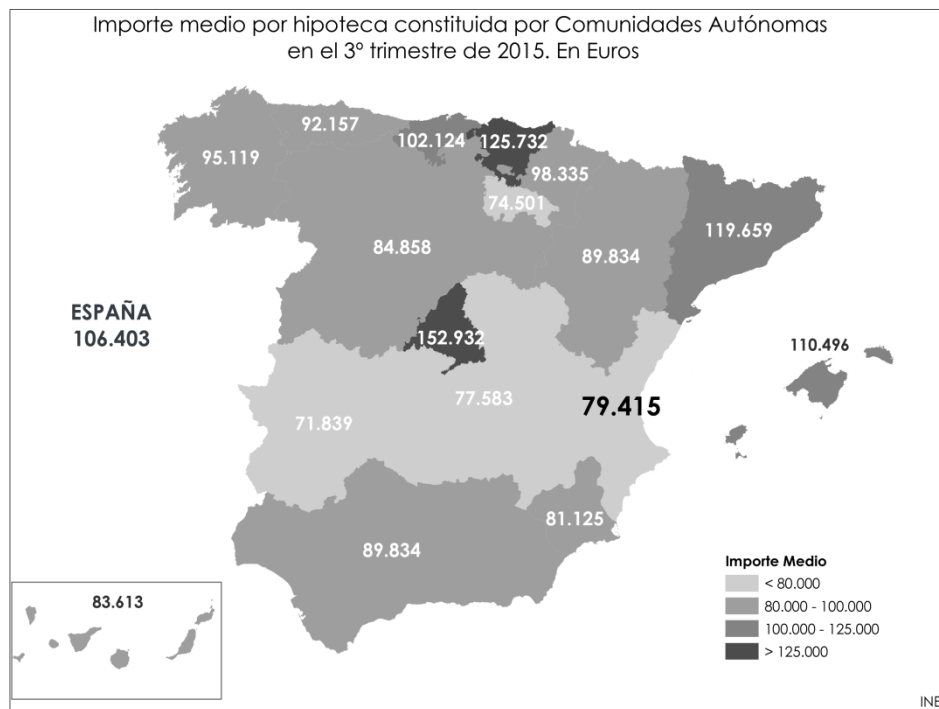 Importe medio por hipoteca constituida por Comunidades Autónomas
en el 3º trimestre de 2015. En Euros
92.157
102.124
125.732
95.119
98.335
74.501
119.659
84.858
89.834
ESPAÑA
106.403
152.932
110.496
77.583
79.415
71.839
81.125
89.834
83.613
Importe Medio
< 80.000
80.000 - 100.000
100.000 - 125.000
> 125.000
INE